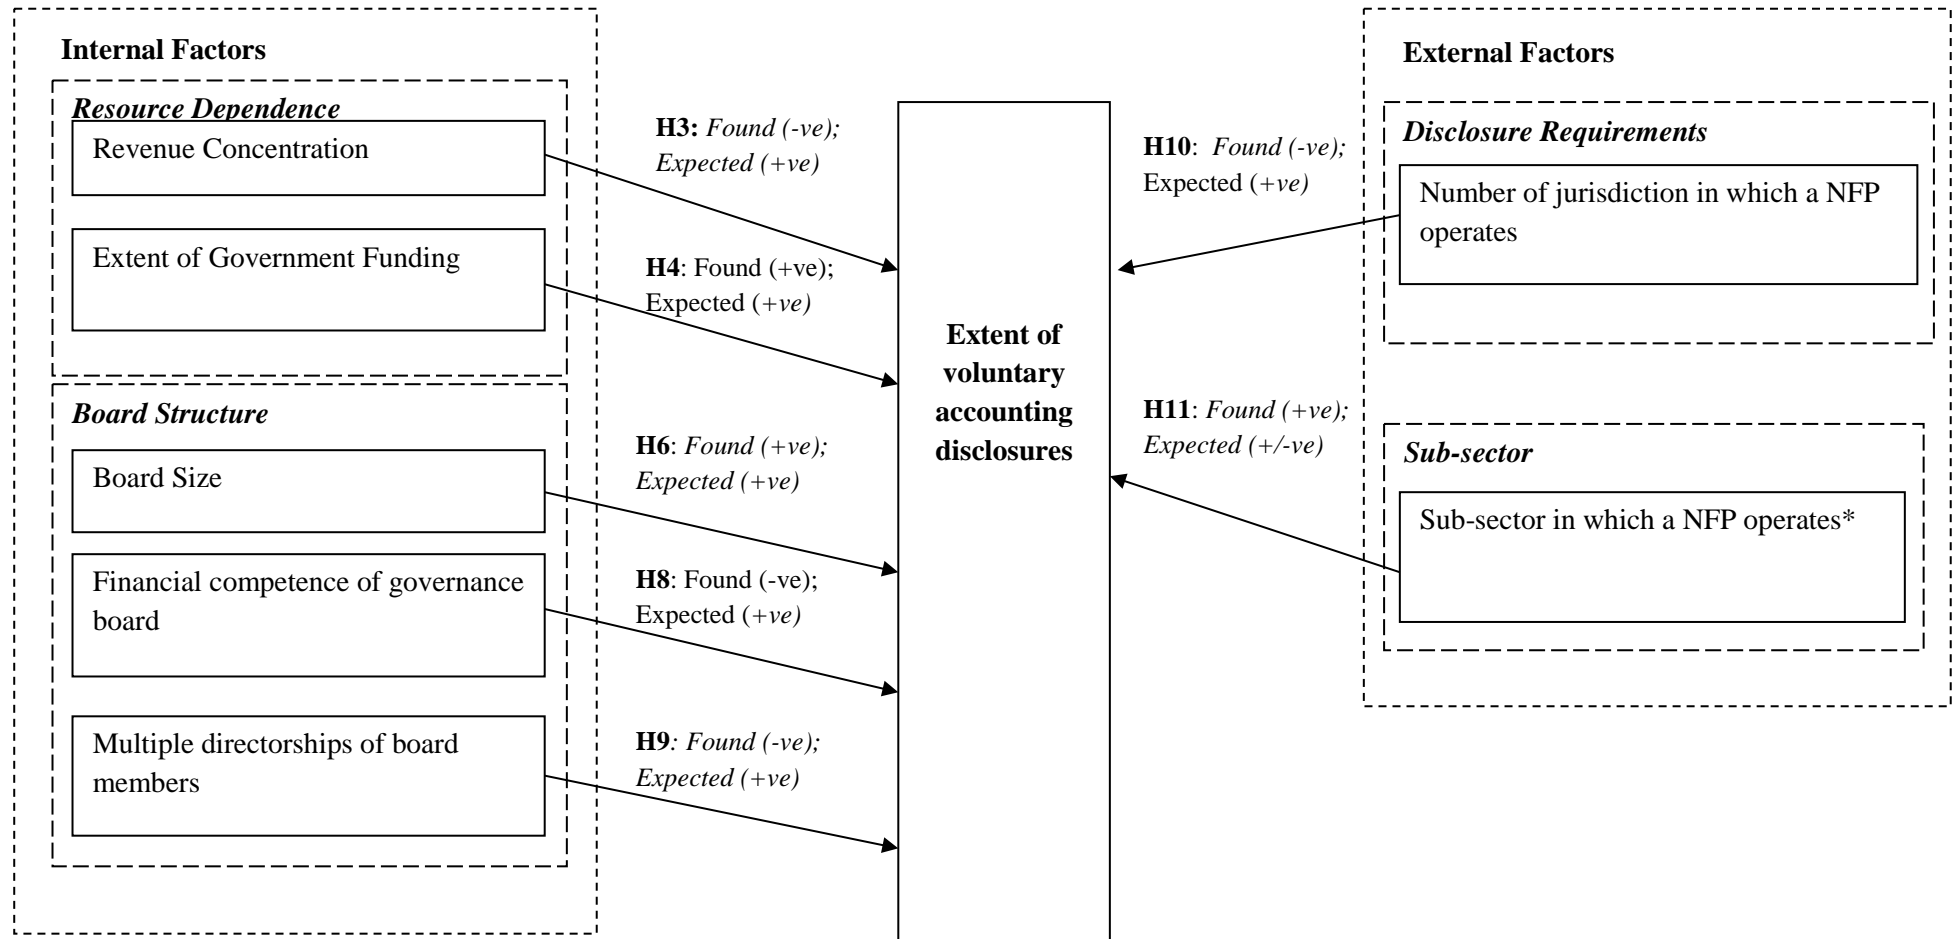 Internal Factors
Resource Dependence
Revenue Concentration
Extent of Government Funding
Board Structure
Board Size
Financial competence of governance
board
Multiple directorships of board
members
H3: Found (-ve);
Expected (+ve)
H4: Found (+ve);
Expected (+ve)
H6: Found (+ve);
Expected (+ve)
H8: Found (-ve);
Expected (+ve)
H9: Found (-ve);
Expected (+ve)
Extent of
voluntary
accounting
disclosures
H10: Found (-ve);
Expected (+ve)
H11: Found (+ve);
Expected (+/-ve)
External Factors
Disclosure Requirements
Number of jurisdiction in which a NFP
operates
Sub-sector
Sub-sector in which a NFP operates*